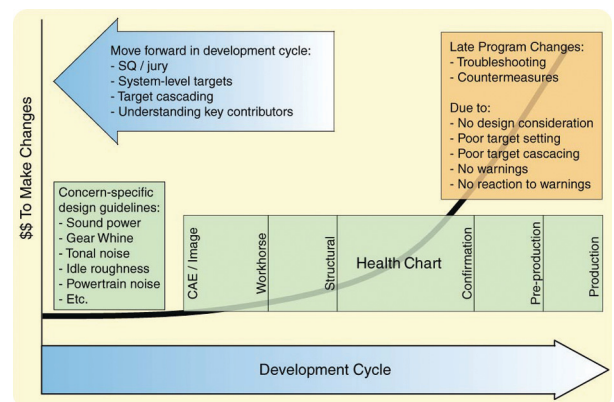 $$ To Make Changes
Move forward in development cycle:
- SQ / jury
- System-level targets
- Target cascading
- Understanding key contributors
Late Program Changes:
- Troubleshooting
- Countermeasures
Due to:
- No design consideration
- Poor target setting
- Poor target cascacing
- No warnings
- No reaction to warnings
Concern-specific
design guidelines:
- Sound power
- Gear Whine
- Tonal noise
- Idle roughness
- Powertrain noise
- Etc.
CAE / Image
Workhorse
Structural
Health Chart
Confirmation
Pre-production
Production
Development Cycle